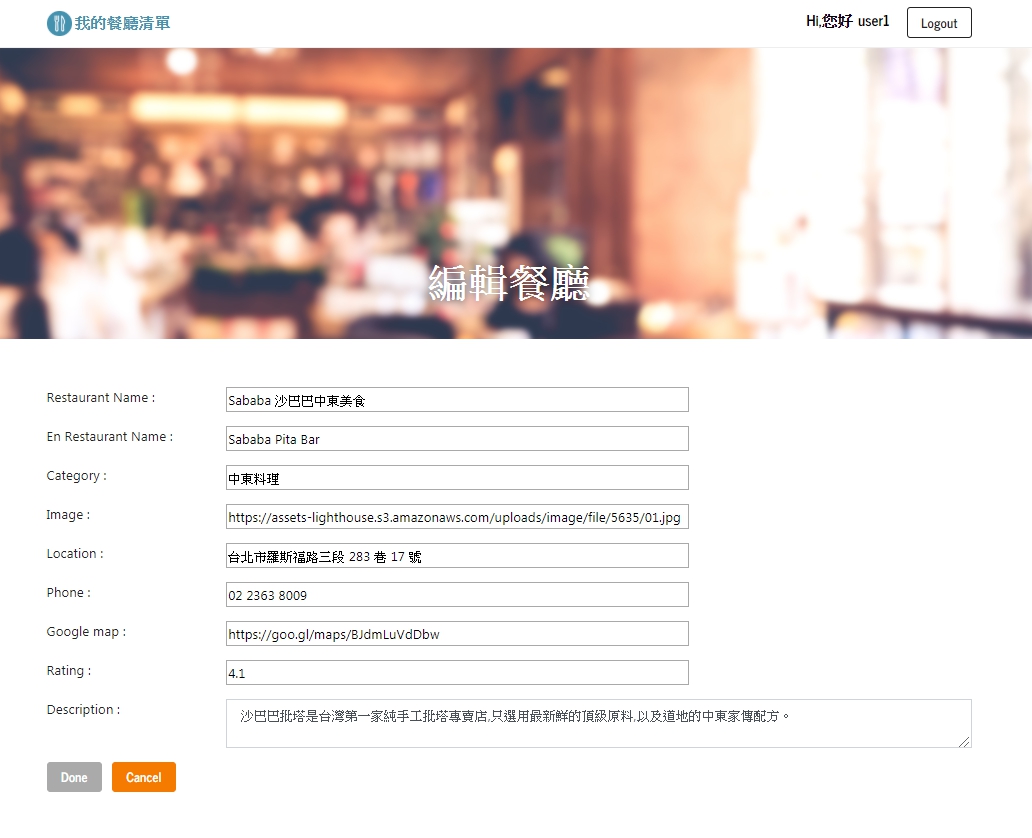 我的餐廳清單
Hi,您好 user1
Logout
編輯餐廳
Restaurant Name :
Sababa 沙巴巴中東美食
En Restaurant Name :
Sababa Pita Bar
Category :
中東料理
Image :
https://assets-lighthouse.s3.amazonaws.com/uploads/image/file/5635/01.jpg
Location :
台北市羅斯福路三段 283 巷 17 號
Phone :
02 2363 8009
Google map :
https://goo.gl/maps/BJdmLuVdDbw
Rating :
4.1
Description :
沙巴巴批塔是台灣第一家純手工批塔專賣店,只選用最新鮮的頂級原料,以及道地的中東家傳配方。
Done
Cancel